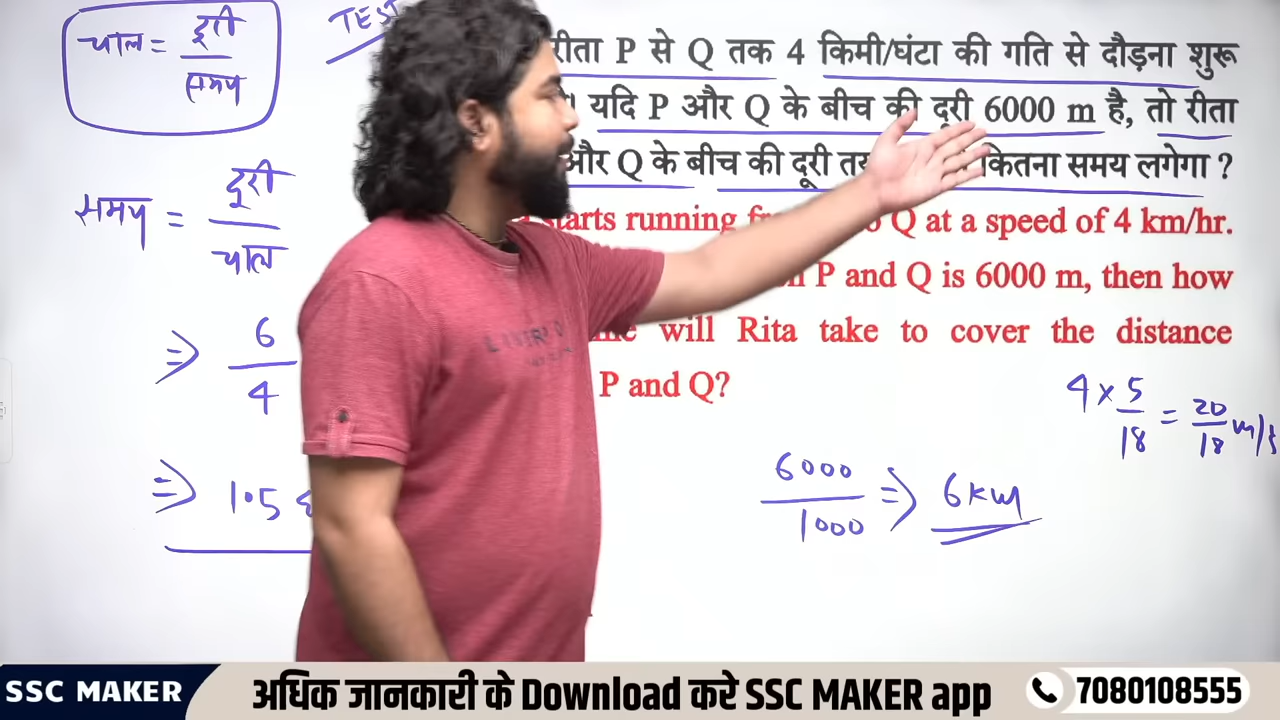 चाल = दूरी
समय
TEST
रीता P से Q तक 4 किमी/घंटा की गति से दौड़ना शुरू
यदि P और Q के बीच की दूरी 6000 m है, तो रीता
और Q के बीच की दूरी कितना समय लगेगा ?
starts running Q at a speed of 4 km/hr.
P and Q is 6000 m, then how
will Rita take to cover the distance
P and Q?
समय = दूरी
चाल
⇒ 6
4
⇒ 1.5
4 × 5/18 = 20/18 m/s
6000/1000 ⇒ 6km
SSC MAKER
अधिक जानकारी के Download करे SSC MAKER app
7080108555